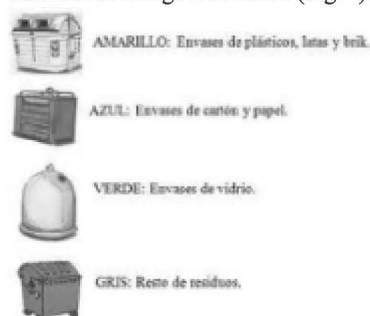 AMARILLO: Envases de plásticos, latas y brik.
AZUL: Envases de cartón y papel.
VERDE: Envases de vidrio.
GRIS: Resto de residuos.